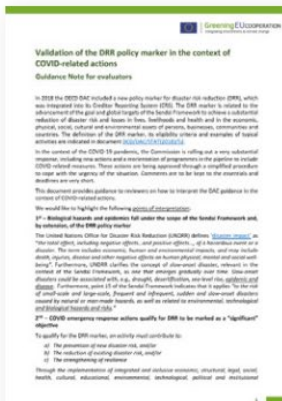 Greening EU COOPERATION
Integrating environment & climate change
Validation of the DRR policy marker in the context of
COVID-related actions
Guidance Note for evaluators
In 2018 the OECD DAC included a new policy marker for disaster risk reduction (DRR), which
was integrated into its Creditor Reporting System (CRS). The DRR marker is related to the
advancement of the goal and global targets of the Sendai Framework to achieve a substantial
reduction of disaster risk and losses in lives, livelihoods and health and in the economic,
physical, social, cultural and environmental assets of persons, businesses, communities and
countries. The definition of the DRR marker, its eligibility criteria and examples of typical
activities are indicated in document
In the context of the COVID 19 pandemic, the Commission is rolling out a very substantial
response, including new actions and a reorientation of programmes in the pipeline to include
COVID-related measures. These actions are being approved through a simplified procedure
to cope with the urgency of the situation. Comments are to be kept to the essentials and
deadlines are very short.
This document provides guidance to reviewers on how to interpret the DAC guidance in the
context of COVID-related actions.
We would like to highlight the following points of interpretation:
1st – Biological hazards and epidemics fall under the scope of the Sendai Framework and,
by extension, of the DRR policy marker
The United Nations Office for Disaster Risk Reduction (UNDRR) defines "disaster impact" as
"the total effect, including negative effects.. and positive effects.., of a hazardous event or a
disaster. The term includes economic, human and environmental impacts, and may include
death, injuries, disease and other negative effects on human physical, mental and social well-
being". Furthermore, UNDRR clarifies the concept of slow-onset disaster, relevant in the
context of the Sendai Framework, as one that emerges gradually over time. Slow-onset
disasters could be associated with, e.g., drought, desertification, sea-level rise, epidemic and
disease. Furthermore, point 15 of the Sendai Framework indicates that it applies "to the risk
of small-scale and large-scale, frequent and infrequent, sudden and slow-onset disasters
caused by natural or man-made hazards, as well as related to environmental, technological
and biological hazards and risks."
2nd – COVID emergency response actions qualify for DRR to be marked as a "significant"
objective
To qualify for the DRR marker, an activity must contribute to:
a) The prevention of new disaster risk, and/or
b) The reduction of existing disaster risk, and/or
c) The strengthening of resilience
Through the implementation of integrated and inclusive economic, structural, legal, social,
health, cultural, educational, environmental, technological, political and institutional